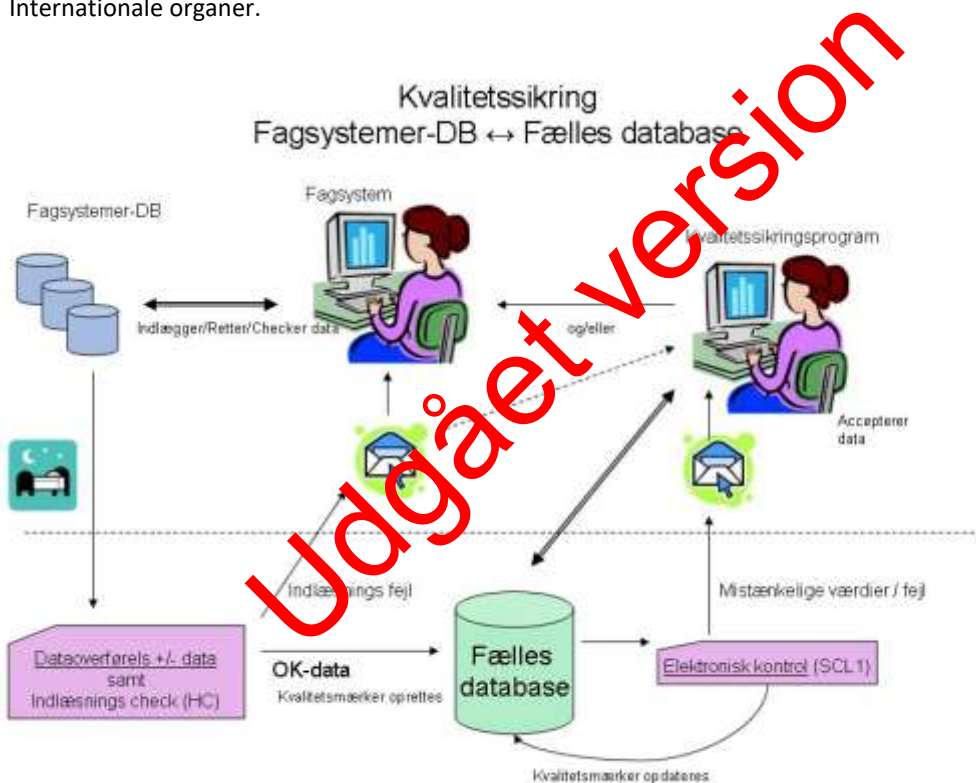 Internationale organer.
Kvalitetssikring
Fagsystemer-DB ↔ Fælles database
Fagsystemer-DB
Fagsystem
Kvalitetssikringsprogram
Indlægger/Retter/Checker data
og/eller
Accepterer
data
Udgået version
Indlæsnings fejl
Mistænkelige værdier / fejl
Dataoverførels +/- data
samt
Indlæsnings check (HC)
OK-data
Kvalitetsmærker oprettes
Fælles
database
Elektronisk kontrol (SCL1)
Kvalitetsmærker opdateres